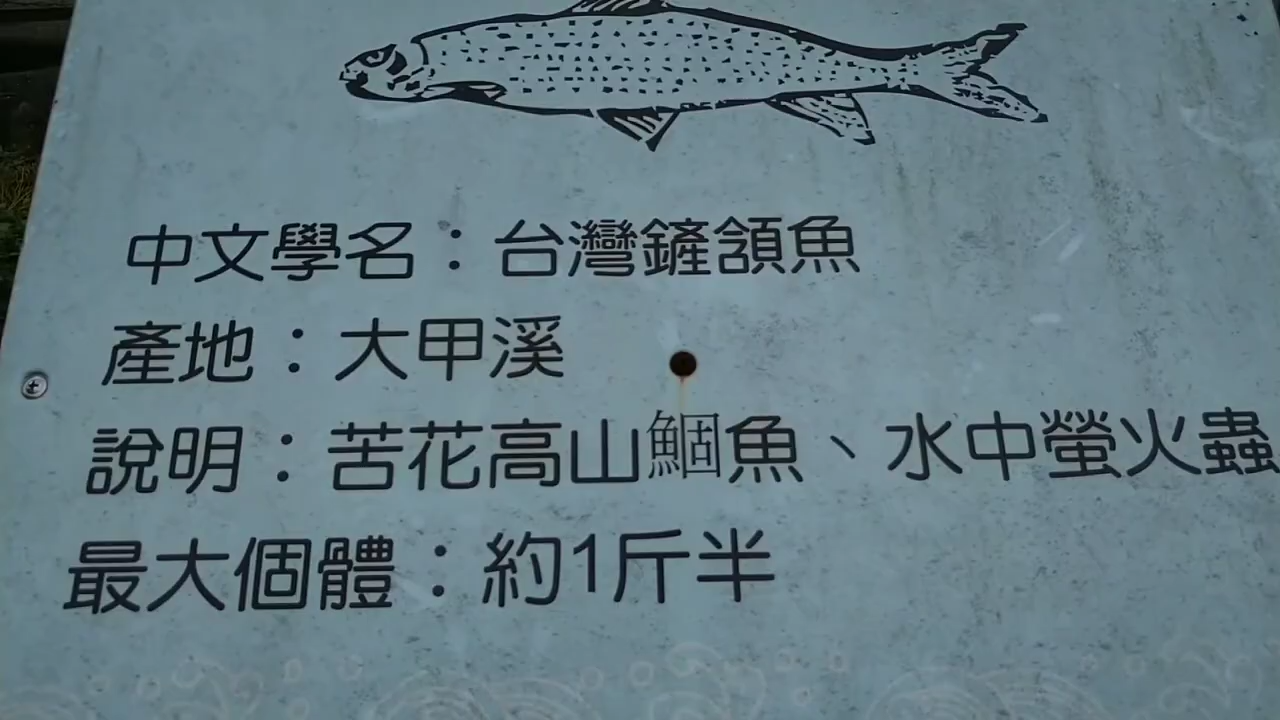 中文學名：台灣鏟頷魚
產地：大甲溪
說明：苦花高山鯝魚、水中螢火蟲
最大個體：約1斤半